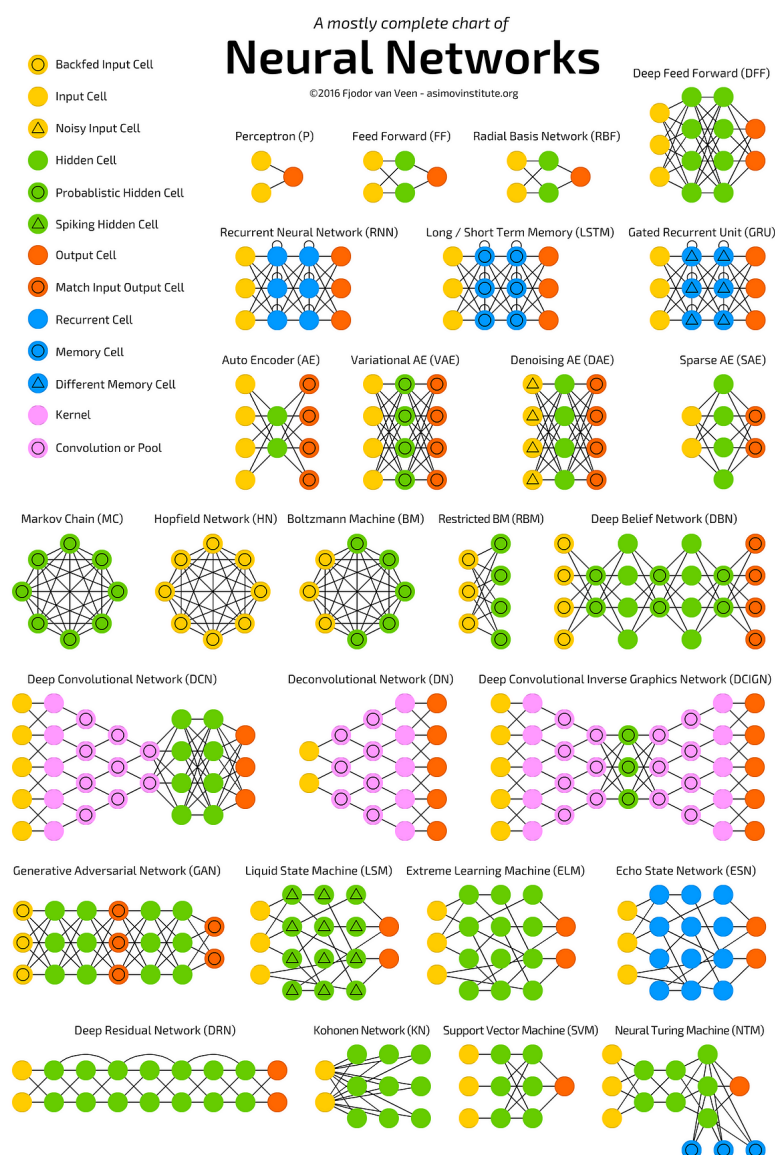 A mostly complete chart of
Neural Networks
©2016 Fjodor van Veen - asimovinstitute.org
Backfed Input Cell
Input Cell
Noisy Input Cell
Hidden Cell
Probablistic Hidden Cell
Spiking Hidden Cell
Output Cell
Match Input Output Cell
Recurrent Cell
Memory Cell
Different Memory Cell
Kernel
Convolution or Pool
Deep Feed Forward (DFF)
Perceptron (P)
Feed Forward (FF)
Radial Basis Network (RBF)
Recurrent Neural Network (RNN)
Long / Short Term Memory (LSTM)
Gated Recurrent Unit (GRU)
Auto Encoder (AE)
Variational AE (VAE)
Denoising AE (DAE)
Sparse AE (SAE)
Markov Chain (MC)
Hopfield Network (HN)
Boltzmann Machine (BM)
Restricted BM (RBM)
Deep Belief Network (DBN)
Deep Convolutional Network (DCN)
Deconvolutional Network (DN)
Deep Convolutional Inverse Graphics Network (DCIGN)
Generative Adversarial Network (GAN)
Liquid State Machine (LSM)
Extreme Learning Machine (ELM)
Echo State Network (ESN)
Deep Residual Network (DRN)
Kohonen Network (KN)
Support Vector Machine (SVM)
Neural Turing Machine (NTM)